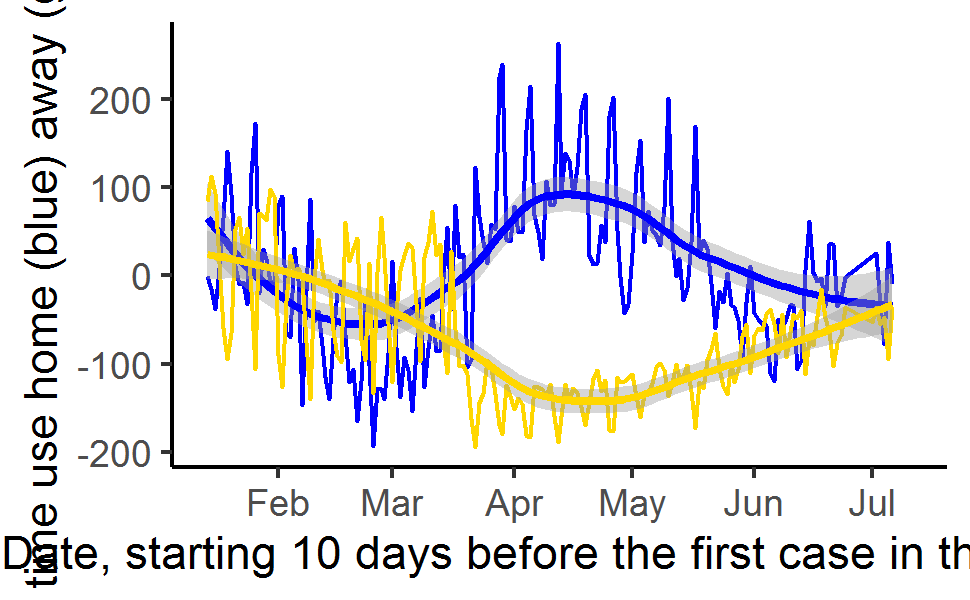 time use home (blue) away (
200
100
0
-100
-200
Feb Mar Apr May Jun Jul
Date, starting 10 days before the first case in th